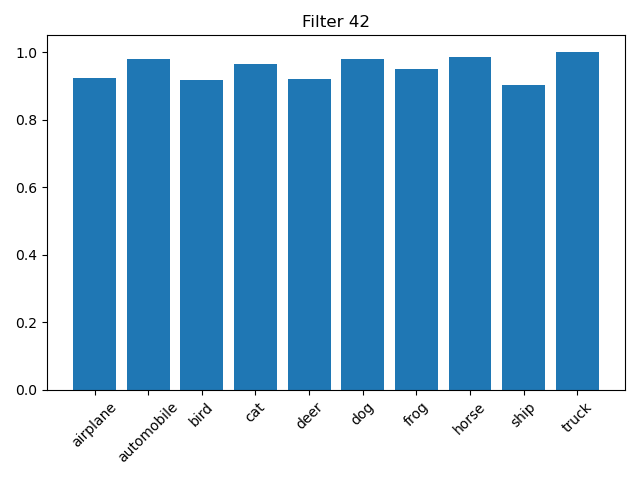 Filter 42
1.0
0.8
0.6
0.4
0.2
0.0
airplane
automobile
bird
cat
deer
dog
frog
horse
ship
truck